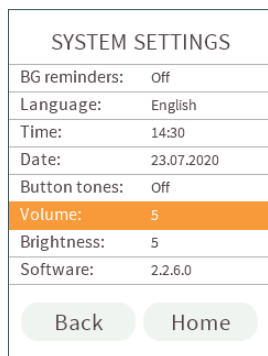 SYSTEM SETTINGS
BG reminders: Off
Language: English
Time: 14:30
Date: 23.07.2020
Button tones: Off
Volume: 5
Brightness: 5
Software: 2.2.6.0
Back Home